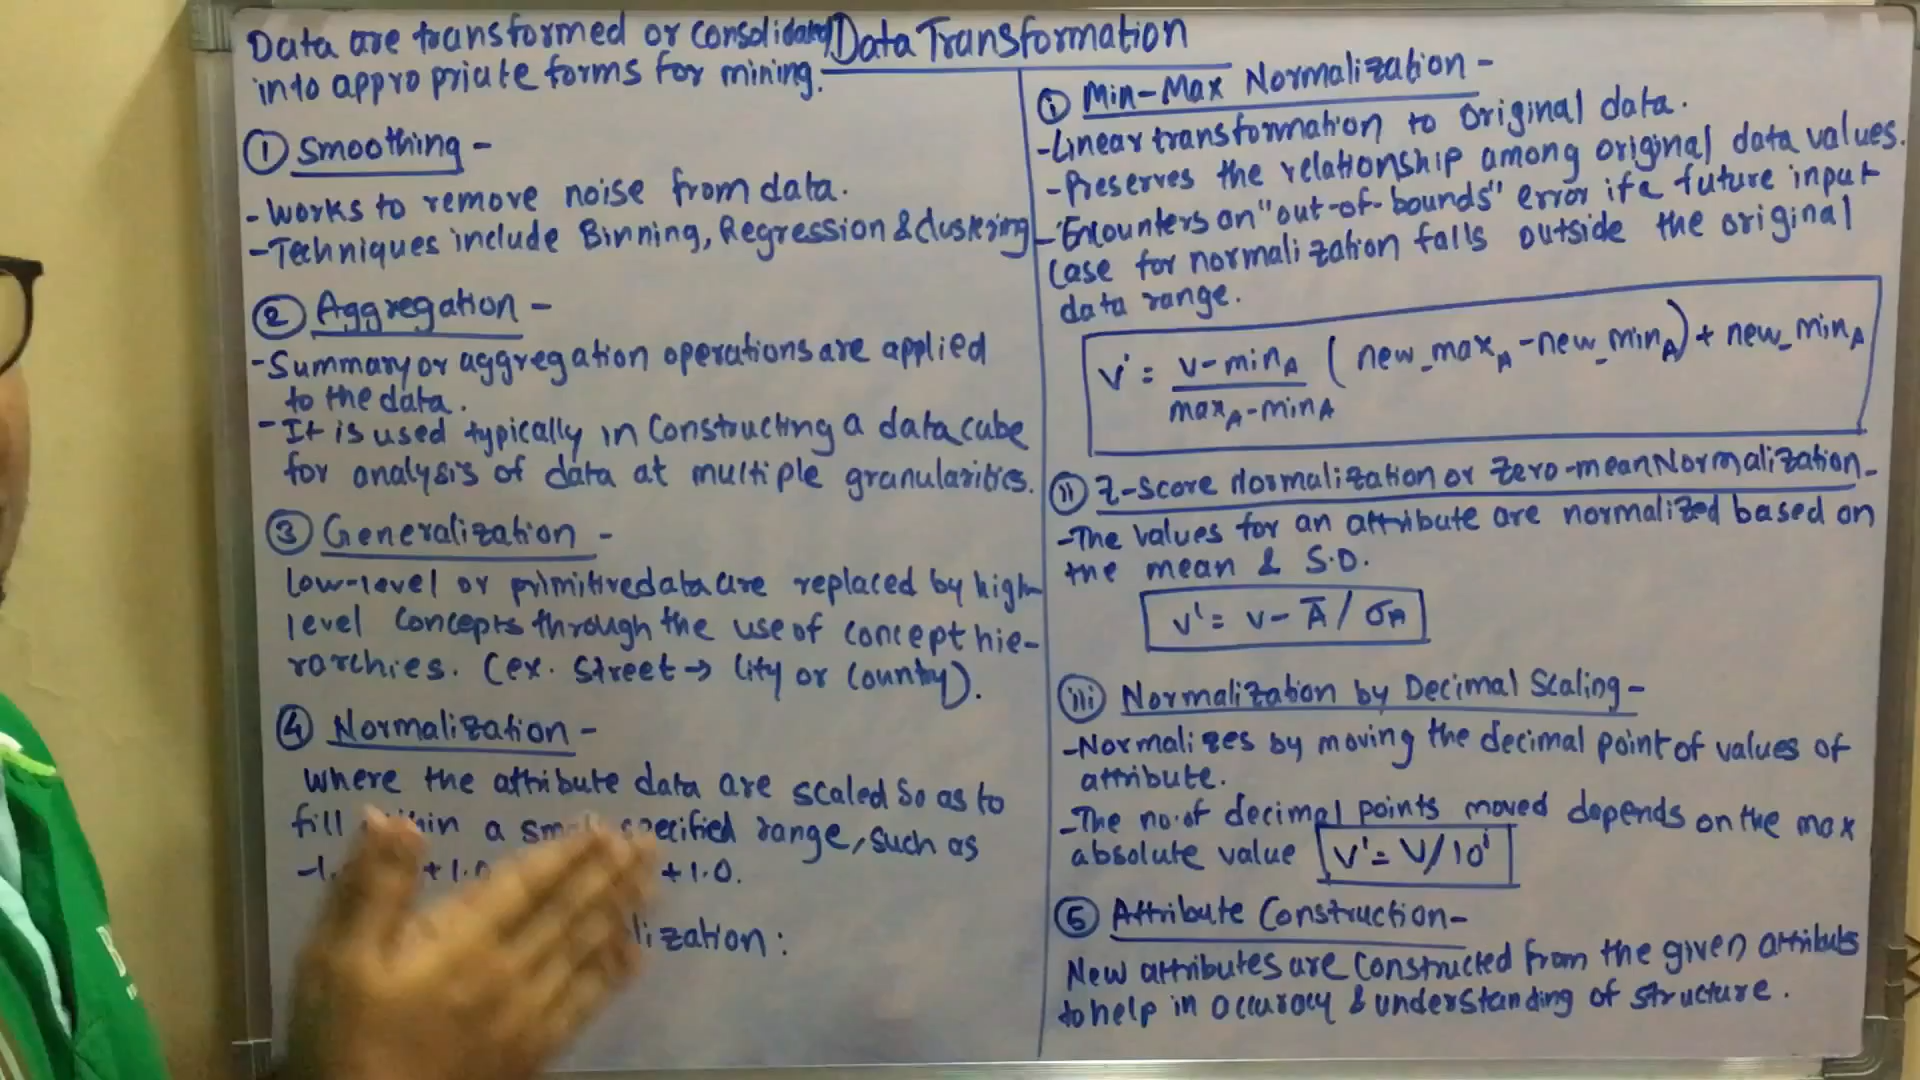 Data Transformation
Data are transformed or consolidated
into appropriate forms for mining.
① Smoothing -
- Works to remove noise from data.
- Techniques include Binning, Regression & clustering
② Aggregation -
- Summary or aggregation operations are applied
to the data.
- It is used typically in constructing a data cube
for analysis of data at multiple granularities.
③ Generalization -
Low-level or primitive data are replaced by high-
level concepts through the use of concept hie-
rarchies. (ex. Street → City or Country).
④ Normalization -
Where the attribute data are scaled so as to
fill within a small specified range, such as
-1. +1.0 +1.0.
lization :
ⓘ Min-Max Normalization -
- Linear transformation to original data.
- Preserves the relationship among original data values.
- Encounters an "out-of-bounds" error if a future input
case for normalization falls outside the original
data range.
v' = v-min_A / max_A-min_A (new_max_A -new_min_A) + new_min_A
ⓘⓘ Z-Score Normalization or Zero-mean Normalization -
- The values for an attribute are normalized based on
the mean & S.D.
v' = v - A̅ / σ_A
ⓘⓘⓘ Normalization by Decimal Scaling -
- Normalizes by moving the decimal point of values of
attribute.
- The no. of decimal points moved depends on the max
absolute value v' = v/10^j
⑤ Attribute Construction -
New attributes are constructed from the given attributs
to help in accuracy & understanding of structure.